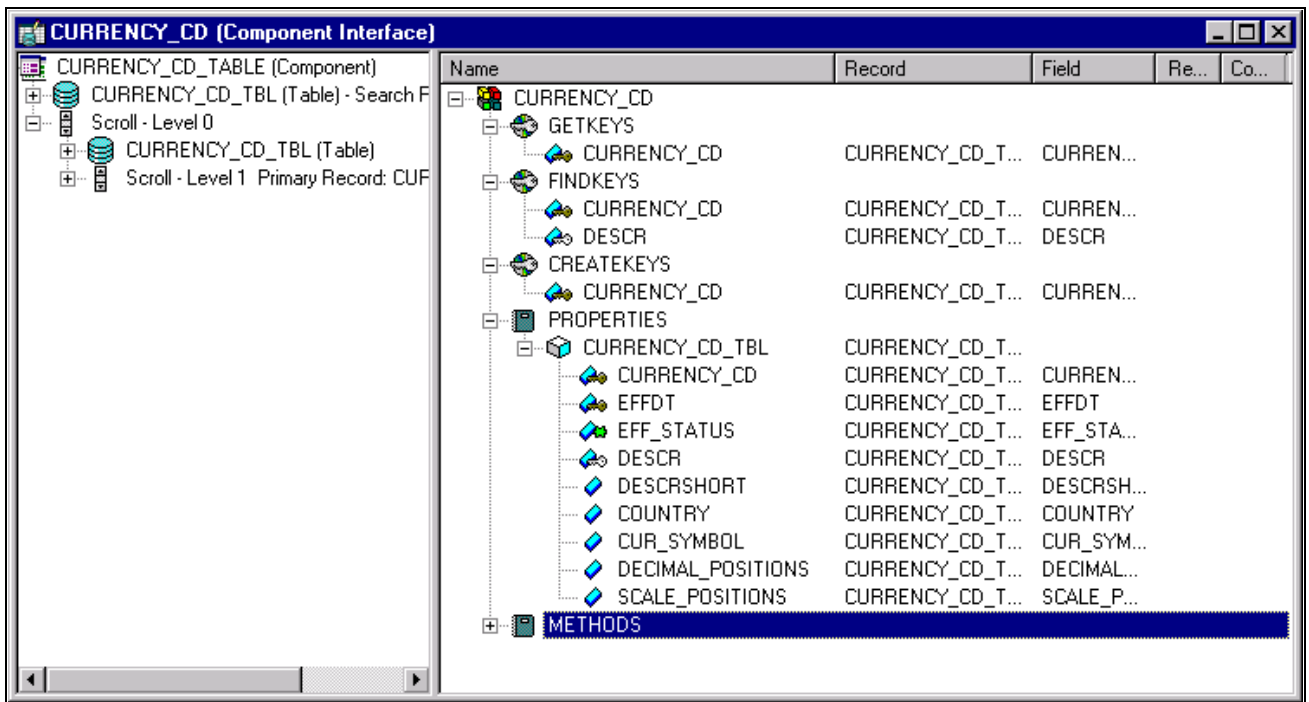 CURRENCY_CD (Component Interface)
CURRENCY_CD_TABLE (Component)
CURRENCY_CD_TBL (Table) - Search F
Scroll - Level 0
CURRENCY_CD_TBL (Table)
Scroll - Level 1 Primary Record: CUF
Name Record Field Re... Co...
CURRENCY_CD
GETKEYS
CURRENCY_CD CURRENCY_CD_T... CURREN...
FINDKEYS
CURRENCY_CD CURRENCY_CD_T... CURREN...
DESCR CURRENCY_CD_T... DESCR
CREATEKEYS
CURRENCY_CD CURRENCY_CD_T... CURREN...
PROPERTIES
CURRENCY_CD_TBL CURRENCY_CD_T...
CURRENCY_CD CURRENCY_CD_T... CURREN...
EFFDT CURRENCY_CD_T... EFFDT
EFF_STATUS CURRENCY_CD_T... EFF_STA...
DESCR CURRENCY_CD_T... DESCR
DESCRSHORT CURRENCY_CD_T... DESCRSH...
COUNTRY CURRENCY_CD_T... COUNTRY
CUR_SYMBOL CURRENCY_CD_T... CUR_SYM...
DECIMAL_POSITIONS CURRENCY_CD_T... DECIMAL...
SCALE_POSITIONS CURRENCY_CD_T... SCALE_P...
METHODS